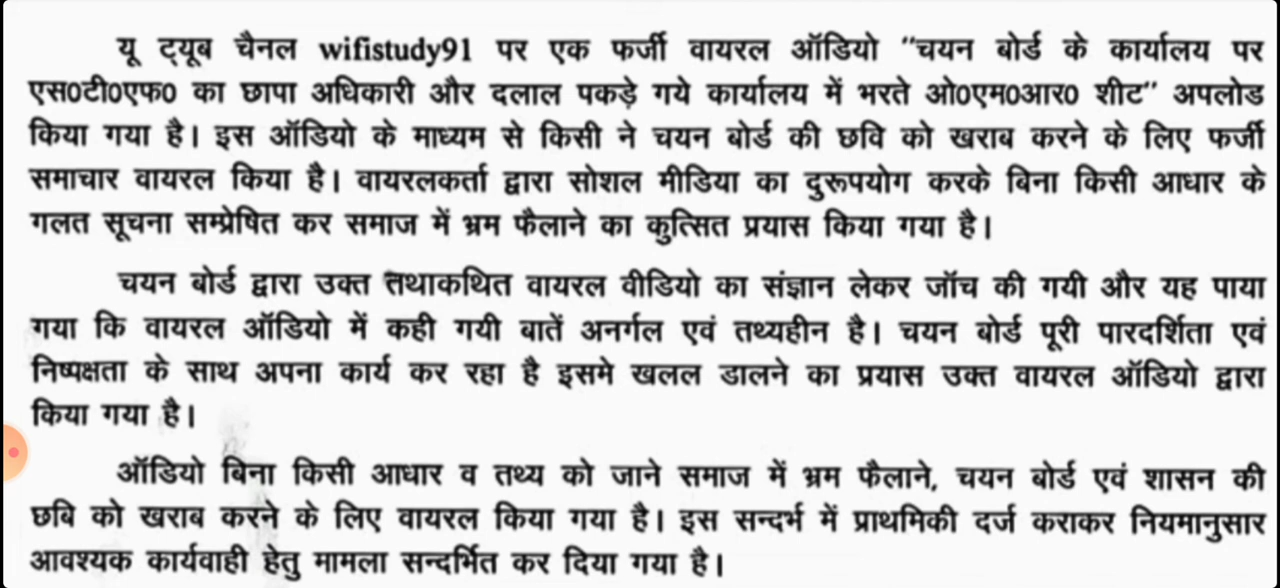 यू ट्यूब चैनल wifistudy91 पर एक फर्जी वायरल ऑडियो "चयन बोर्ड के कार्यालय पर
एस0टी0एफ0 का छापा अधिकारी और दलाल पकड़े गये कार्यालय में भरते ओ0एम0आर0 शीट" अपलोड
किया गया है। इस ऑडियो के माध्यम से किसी ने चयन बोर्ड की छवि को खराब करने के लिए फर्जी
समाचार वायरल किया है। वायरलकर्ता द्वारा सोशल मीडिया का दुरूपयोग करके बिना किसी आधार के
गलत सूचना सम्प्रेषित कर समाज में भ्रम फैलाने का कुत्सित प्रयास किया गया है।
चयन बोर्ड द्वारा उक्त तथाकथित वायरल वीडियो का संज्ञान लेकर जॉच की गयी और यह पाया
गया कि वायरल ऑडियो में कही गयी बातें अनर्गल एवं तथ्यहीन है। चयन बोर्ड पूरी पारदर्शिता एवं
निष्पक्षता के साथ अपना कार्य कर रहा है इसमे खलल डालने का प्रयास उक्त वायरल ऑडियो द्वारा
किया गया है।
ऑडियो बिना किसी आधार व तथ्य को जाने समाज में भ्रम फैलाने, चयन बोर्ड एवं शासन की
छबि को खराब करने के लिए वायरल किया गया है। इस सन्दर्भ में प्राथमिकी दर्ज कराकर नियमानुसार
आवश्यक कार्यवाही हेतु मामला सन्दर्भित कर दिया गया है।